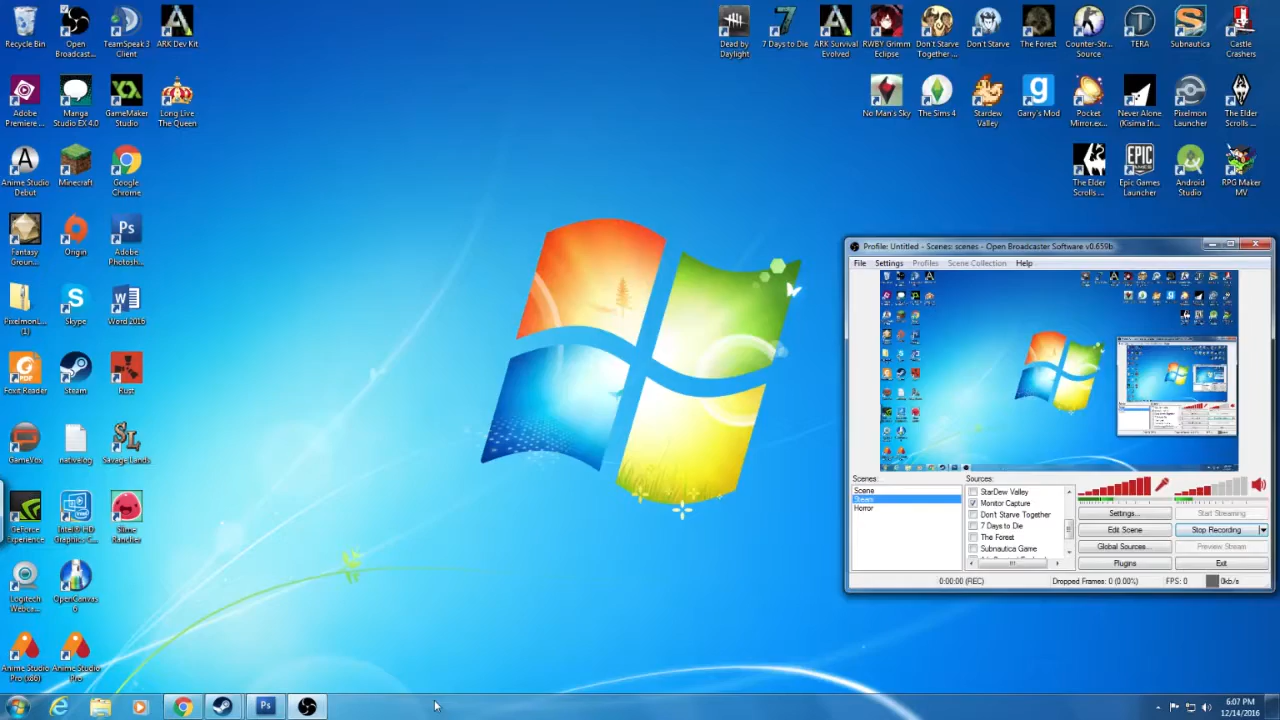 Recycle Bin
Open Broadcast...
TeamSpeak 3 Client
ARK Dev Kit
Adobe Premiere ...
Manga Studio EX 4.0
GameMaker Studio
Long Live The Queen
Anime Studio Debut
Minecraft
Google Chrome
Fantasy Groun...
Origin
Adobe Photosh...
PixelmonL... (1)
Skype
Word 2016
Foxit Reader
Steam
Rust
GameVox
nativelog
Savage Lands
GeForce Experience
Intel® HD Graphics C...
Slime Rancher
Logitech Webca...
OpenCanvas 6
Anime Studio Pro (x86)
Anime Studio Pro
Dead by Daylight
7 Days to Die
ARK Survival Evolved
RWBY Grimm Eclipse
Don't Starve Together ...
Don't Starve
The Forest
Counter-Str... Source
TERA
Subnautica
Castle Crashers
No Man's Sky
The Sims 4
Stardew Valley
Garry's Mod
Pocket Mirror.ex...
Never Alone (Kisima In...
Pixelmon Launcher
The Elder Scrolls ...
The Elder Scrolls ...
Epic Games Launcher
Android Studio
RPG Maker MV
Profile: Untitled - Scenes: scenes - Open Broadcaster Software v0.659b
File Settings Profiles Scene Collection Help
Scenes:
Scene
Horror
Sources:
StarDew Valley
Monitor Capture
Don't Starve Together
7 Days to Die
The Forest
Subnautica Game
Settings...
Start Streaming
Edit Scene
Stop Recording
Global Sources...
Preview Stream
Plugins
Exit
0:00:00 (REC)
Dropped Frames: 0 (0.00%)
FPS: 0
0kb/s
6:07 PM
12/14/2016